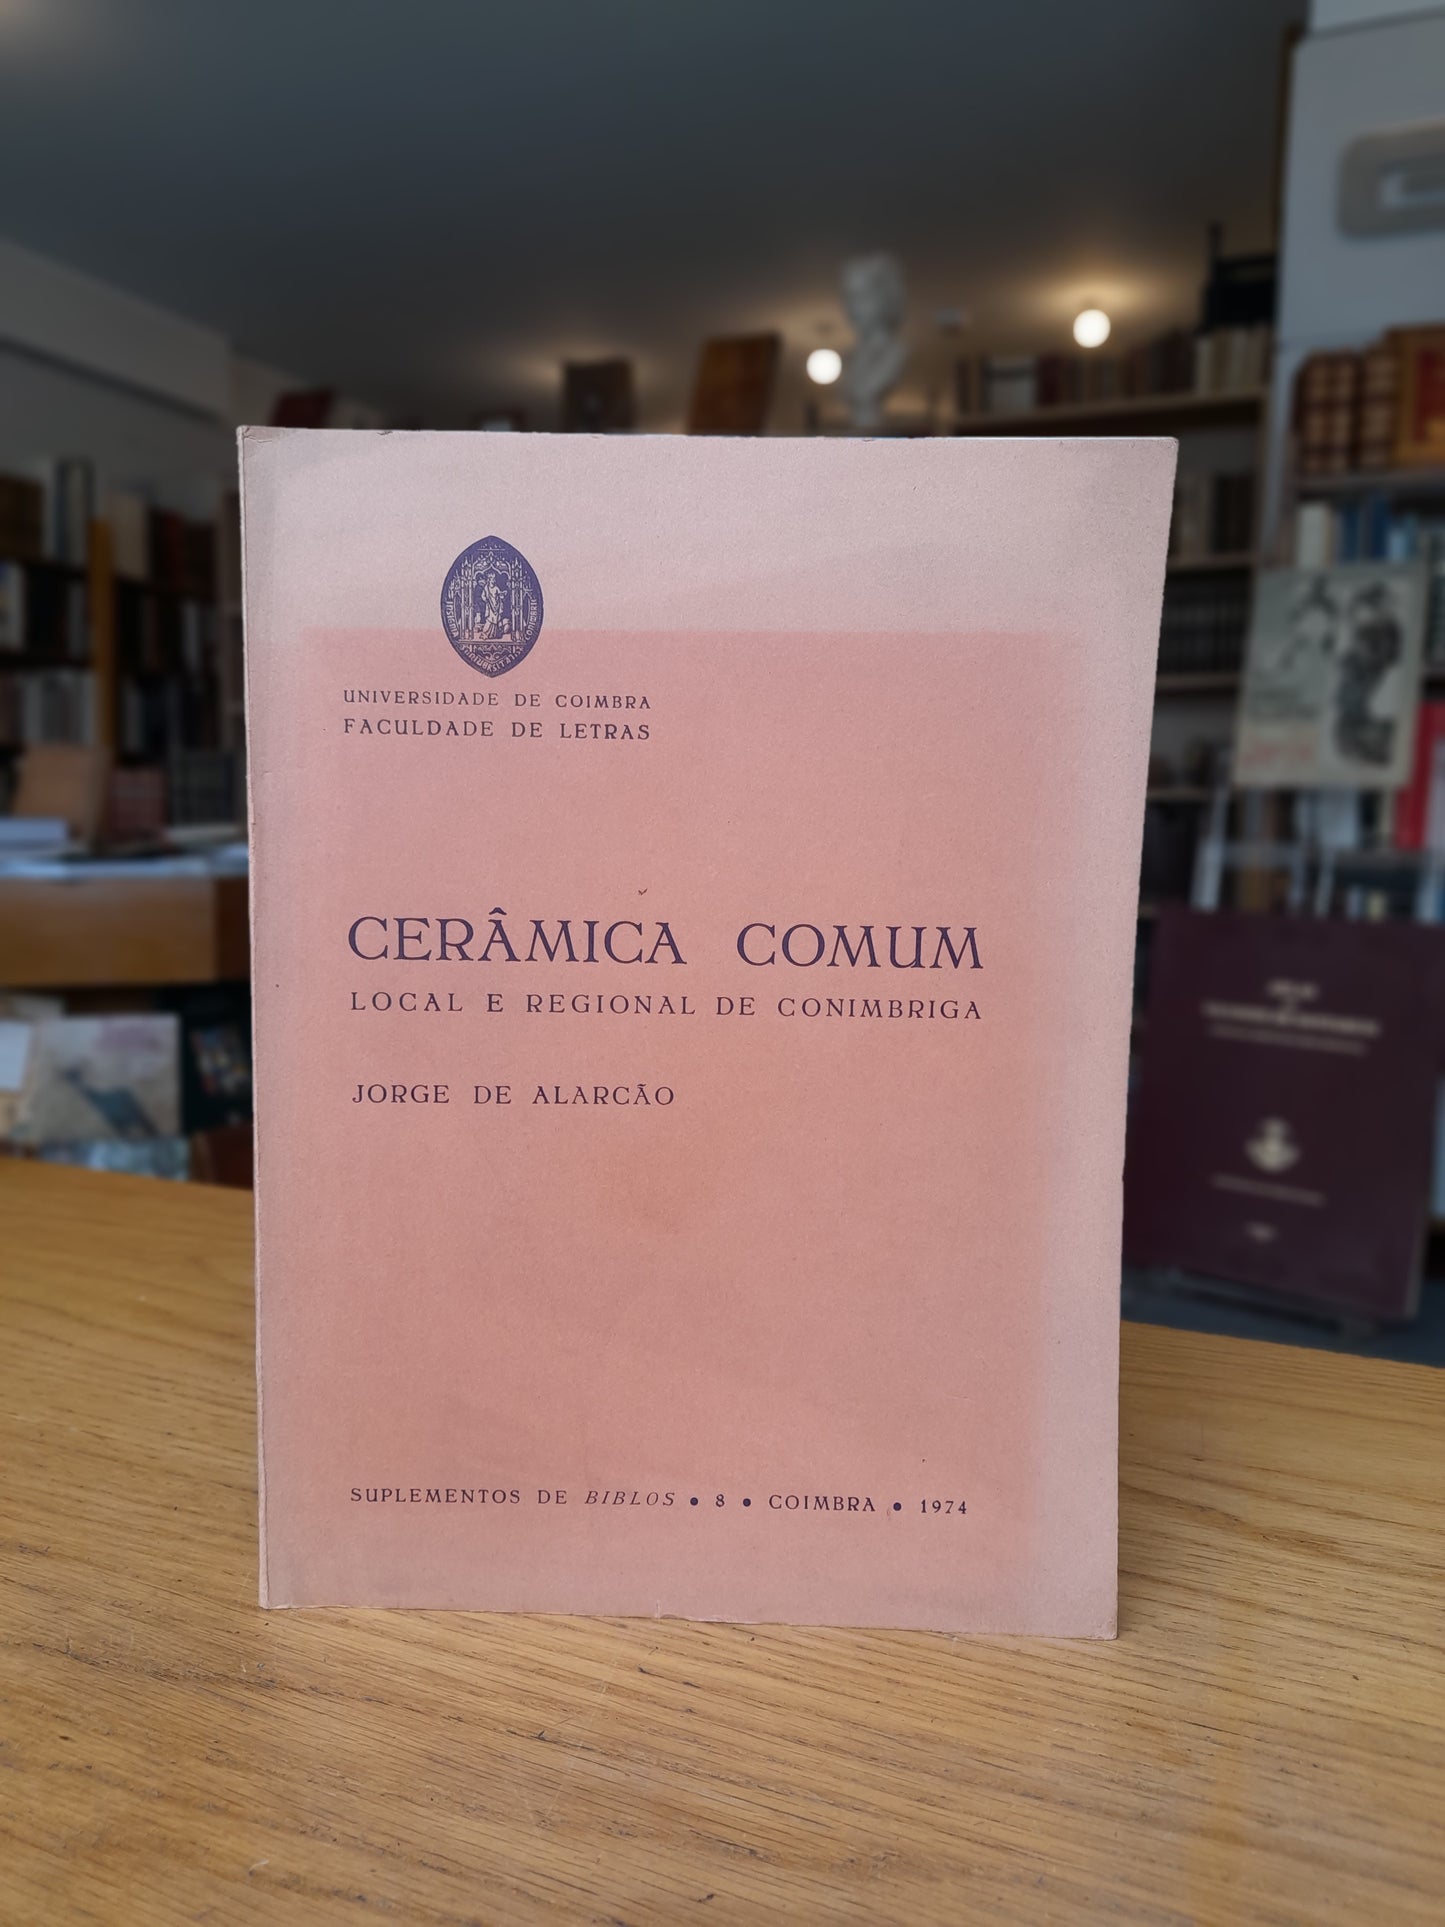 UNIVERSIDADE DE COIMBRA
FACULDADE DE LETRAS
CERÂMICA COMUM
LOCAL E REGIONAL DE CONIMBRIGA
JORGE DE ALARCÃO
SUPLEMENTOS DE BIBLOS • 8 • COIMBRA • 1974